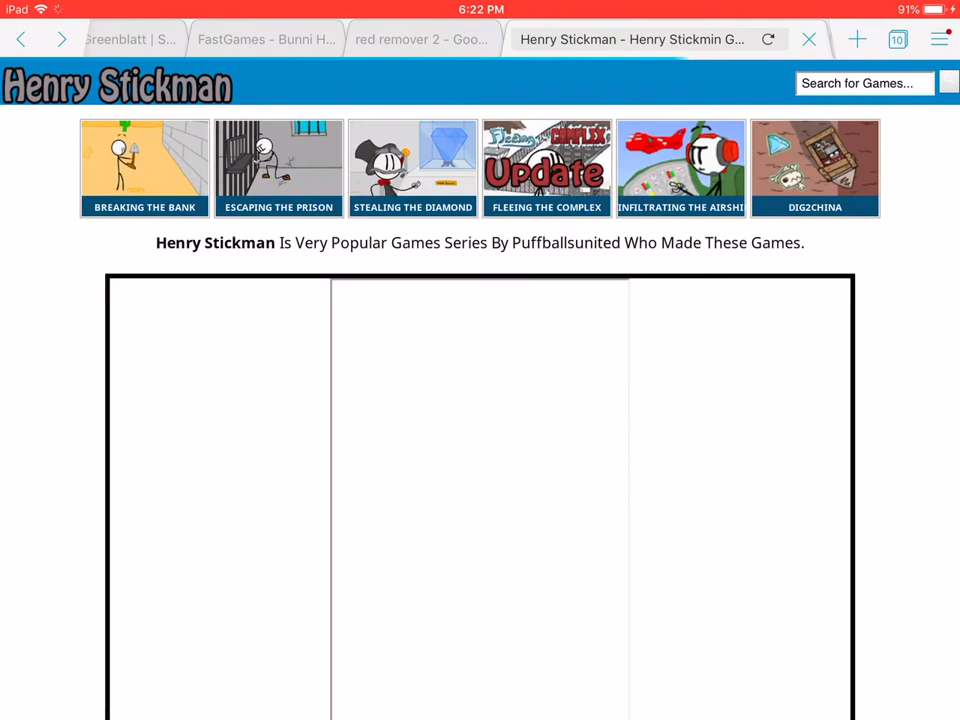 iPad 6:22 PM 91%
Greenblatt | S... FastGames - Bunni H... red remover 2 - Goo... Henry Stickman - Henry Stickmin G... 10
Henry Stickman Search for Games...
Fleeing the COMPLEX
Update
BREAKING THE BANK ESCAPING THE PRISON STEALING THE DIAMOND FLEEING THE COMPLEX INFILTRATING THE AIRSHI DIG2CHINA
Henry Stickman Is Very Popular Games Series By Puffballsunited Who Made These Games.